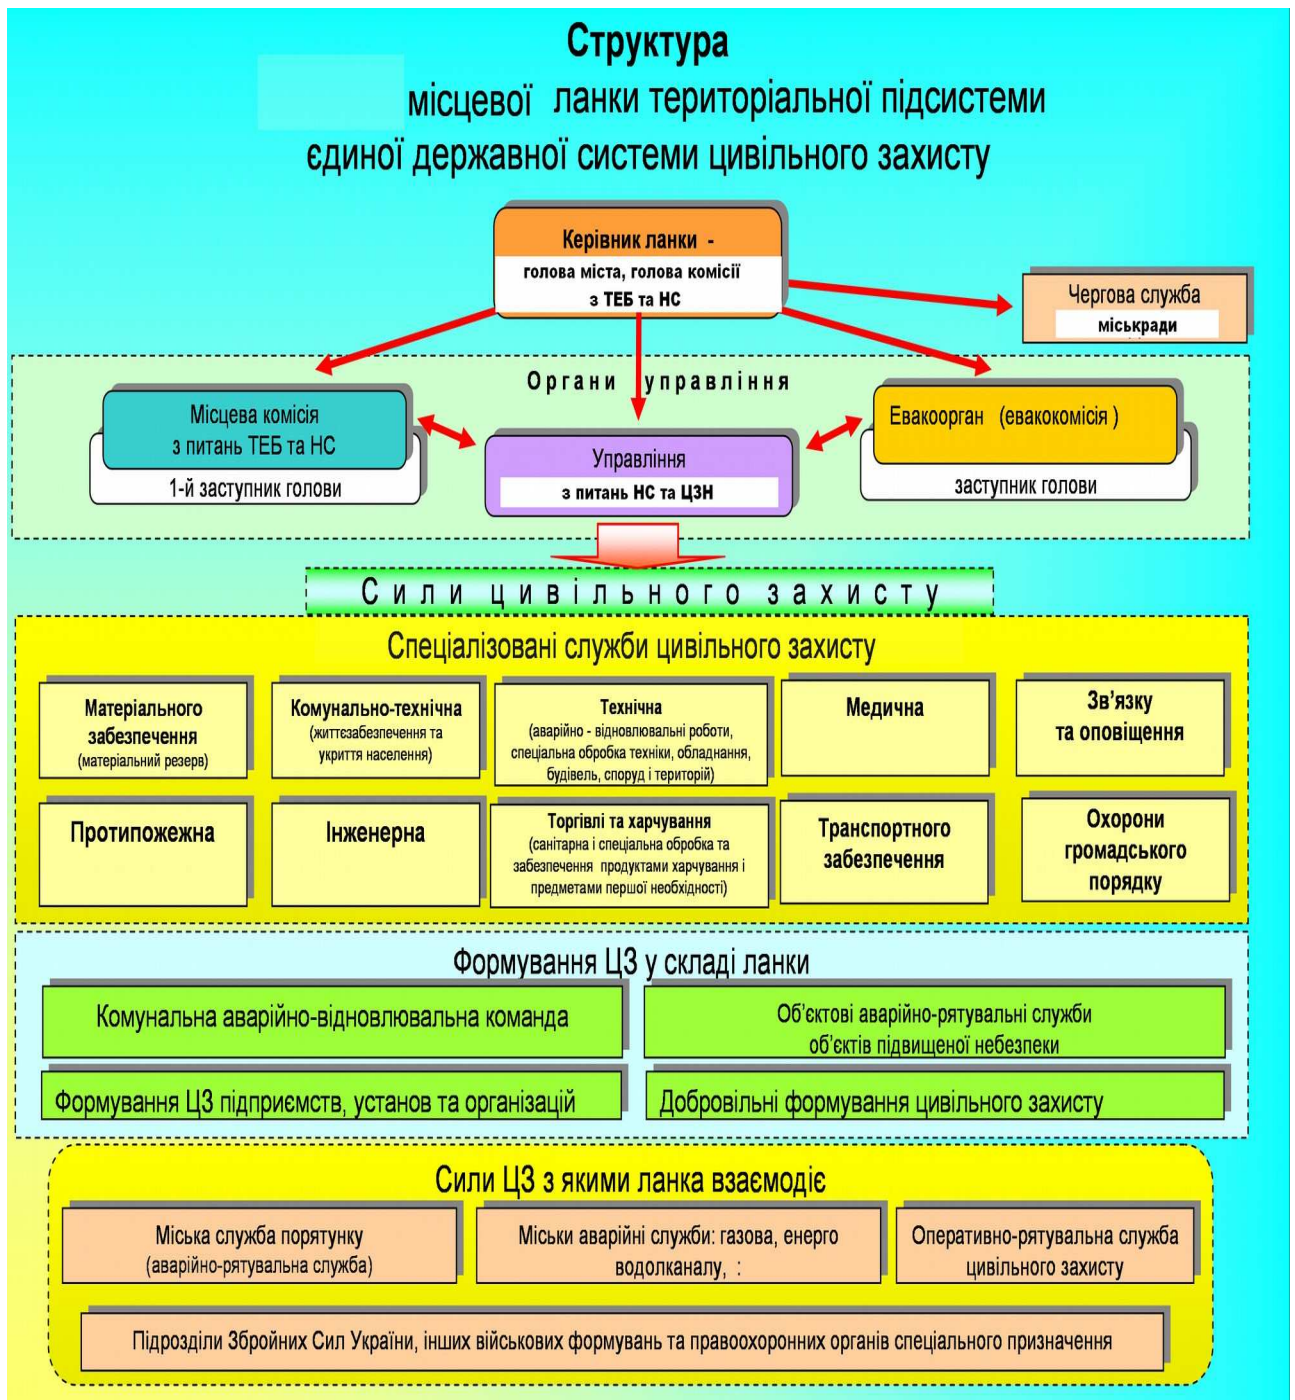 Структура
місцевої ланки територіальної підсистеми
єдиної державної системи цивільного захисту
Керівник ланки -
голова міста, голова комісії
з ТЕБ та НС
Чергова служба
міськради
Органи управління
Місцева комісія
з питань ТЕБ та НС
1-й заступник голови
Управління
з питань НС та ЦЗН
Евакоорган (евакокомісія )
заступник голови
Сили цивільного захисту
Спеціалізовані служби цивільного захисту
Матеріального
забезпечення
(матеріальний резерв)
Комунально-технічна
(життєзабезпечення та
укриття населення)
Технічна
(аварійно - відновлювальні роботи,
спеціальна обробка техніки, обладнання,
будівель, споруд і територій)
Медична
Зв’язку
та оповіщення
Протипожежна
Інженерна
Торгівлі та харчування
(санітарна і спеціальна обробка та
забезпечення продуктами харчування і
предметами першої необхідності)
Транспортного
забезпечення
Охорони
громадського
порядку
Формування ЦЗ у складі ланки
Комунальна аварійно-відновлювальна команда
Об’єктові аварійно-рятувальні служби
об’єктів підвищеної небезпеки
Формування ЦЗ підприємств, установ та організацій
Добровільні формування цивільного захисту
Сили ЦЗ з якими ланка взаємодіє
Міська служба порятунку
(аварійно-рятувальна служба)
Міськи аварійні служби: газова, енерго
водолканалу, :
Оперативно-рятувальна служба
цивільного захисту
Підрозділи Збройних Сил України, інших військових формувань та правоохоронних органів спеціального призначення